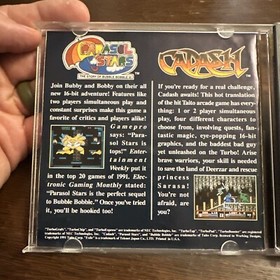 PARASOL STARS
THE STORY OF BUBBLE BOBBLE III
Join Bubby and Bobby on their all
new 16-bit adventure! Features like
two players simultaneous play and
constant surprises make this game a
favorite of critics and players alike!
Gamepro
says: "Para-
sol Stars is
tops!" Enter-
tainment
Weekly put it
in the top 20 games of 1991. Elec-
tronic Gaming Monthly stated:
"Parasol Stars is the perfect sequel
to Bubble Bobble." Once you've tried
it, you'll be hooked too!
CADASH
If you're ready for a real challenge,
Cadash awaits! This hot translation
of the hit Taito arcade game has every-
thing: 1 or 2 player simultaneous
play, four different characters to
choose from, involving quests, fan-
tastic magic, eye-popping 16-bit
graphics, and the baddest bad guy
yet unleashed on the Turbo! Arise
brave warriors, your skill is needed
to save the land of Deerzar and rescue
princess
Sarasa!
You're not
afraid, are
you?